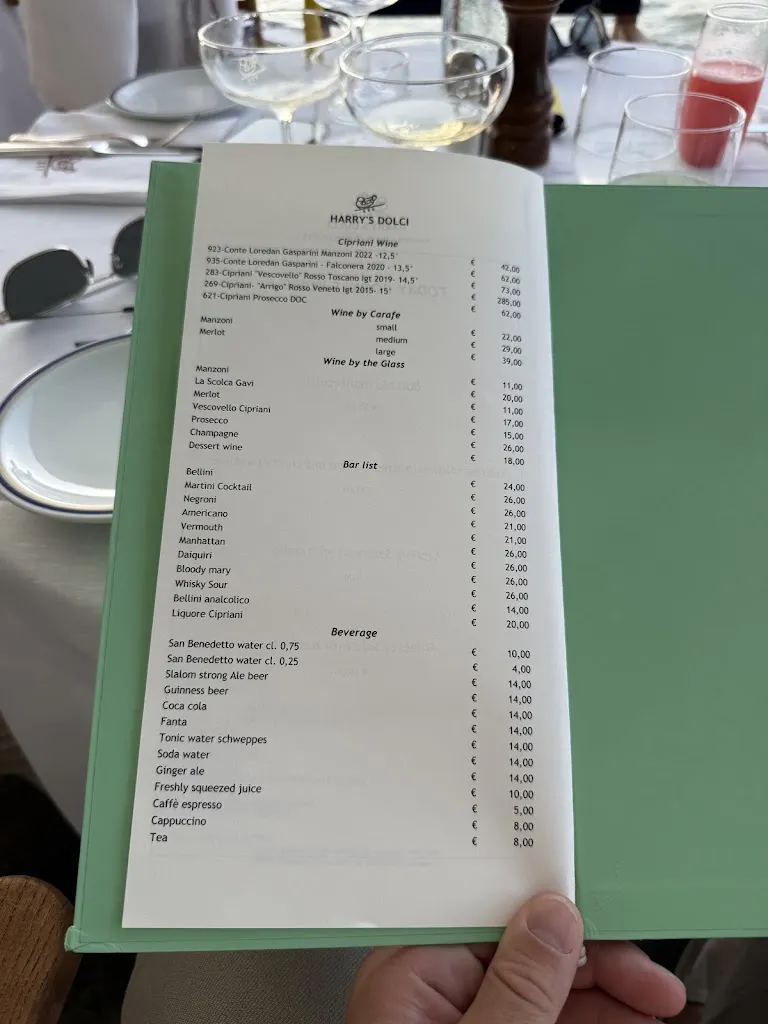 HARRY'S DOLCI
Cipriani Wine
923-Conte Loredan Gasparini Manzoni 2022 -12,5° € 42,00
935-Conte Loredan Gasparini - Falconera 2020 - 13,5° € 62,00
283-Cipriani "Vescovello" Rosso Toscano Igt 2019- 14,5° € 73,00
269-Cipriani- "Arrigo" Rosso Veneto Igt 2015- 15° € 285,00
621-Cipriani Prosecco DOC € 62,00
Wine by Carafe
Manzoni small € 22,00
Merlot medium € 29,00
large € 39,00
Wine by the Glass
Manzoni € 11,00
La Scolca Gavi € 20,00
Merlot € 11,00
Vescovello Cipriani € 17,00
Prosecco € 15,00
Champagne € 26,00
Dessert wine € 18,00
Bar list
Bellini € 24,00
Martini Cocktail € 26,00
Negroni € 26,00
Americano € 21,00
Vermouth € 21,00
Manhattan € 26,00
Daiquiri € 26,00
Bloody mary € 26,00
Whisky Sour € 26,00
Bellini analcolico € 14,00
Liquore Cipriani € 20,00
Beverage
San Benedetto water cl. 0,75 € 10,00
San Benedetto water cl. 0,25 € 4,00
Slalom strong Ale beer € 14,00
Guinness beer € 14,00
Coca cola € 14,00
Fanta € 14,00
Tonic water schweppes € 14,00
Soda water € 14,00
Ginger ale € 14,00
Freshly squeezed juice € 10,00
Caffè espresso € 5,00
Cappuccino € 8,00
Tea € 8,00